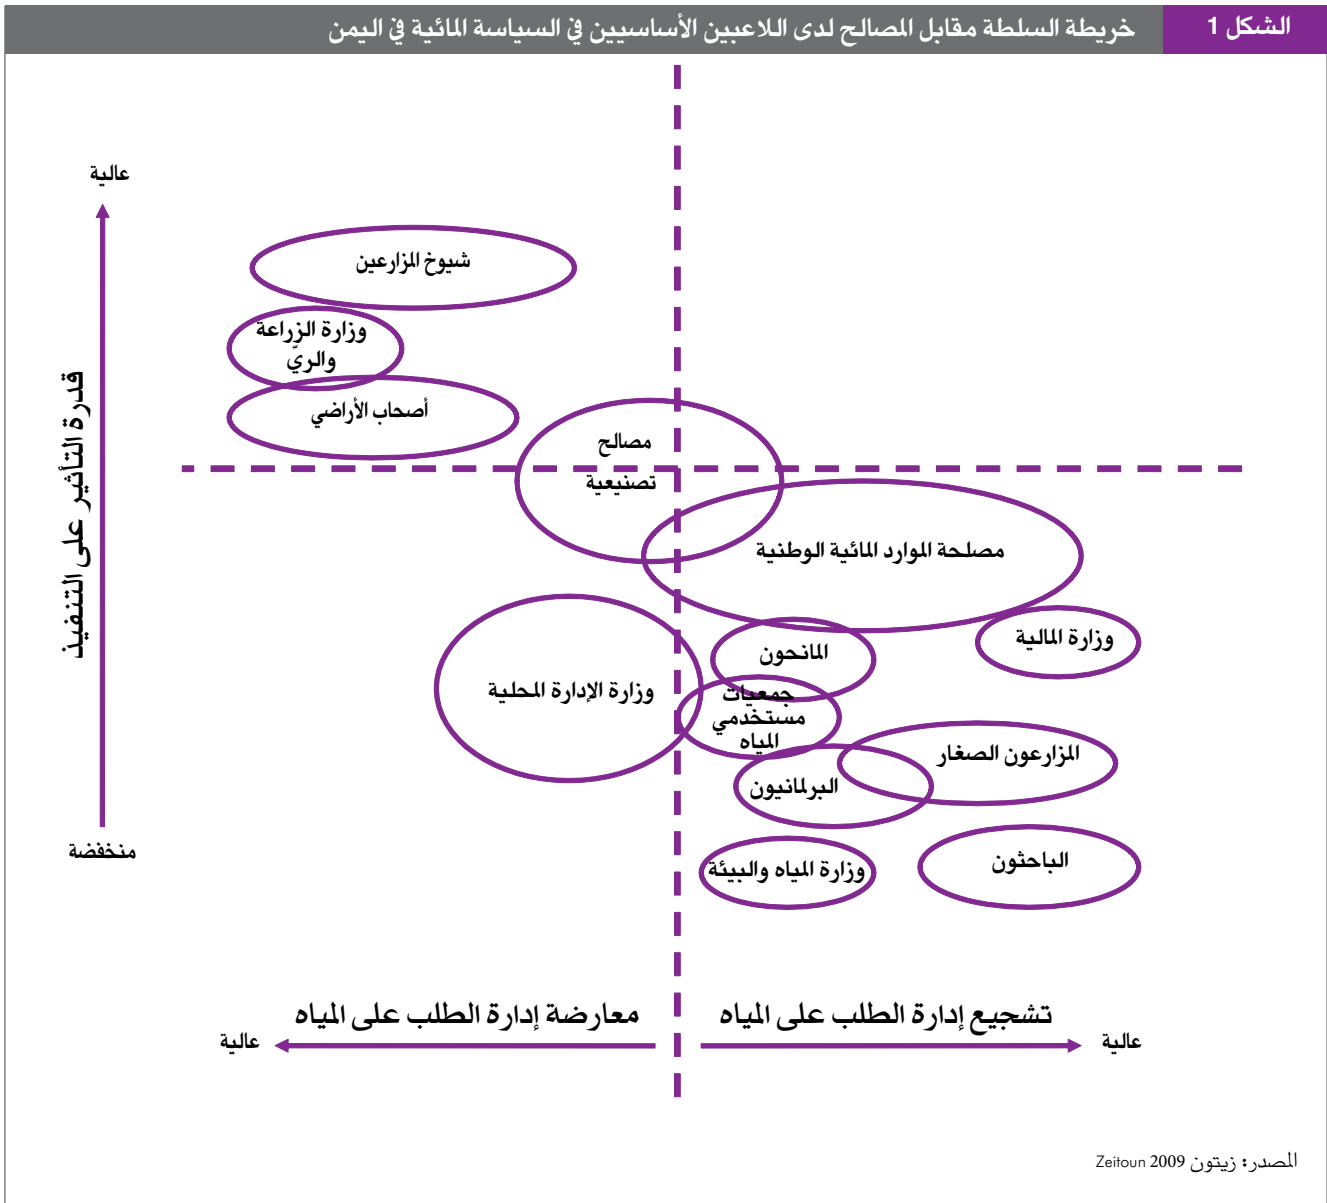 الشكل 1
خريطة السلطة مقابل المصالح لدى اللاعبين الأساسيين في السياسة المائية في اليمن
عالية
قدرة التأثير على التنفيذ
منخفضة
شيوخ المزارعين
وزارة الزراعة
والريّ
أصحاب الأراضي
مصالح
تصنيعية
مصلحة الموارد المائية الوطنية
وزارة المالية
المانحون
وزارة الإدارة المحلية
جمعيات
مستخدمي
المياه
المزارعون الصغار
البرلمانيون
الباحثون
وزارة المياه والبيئة
تشجيع إدارة الطلب على المياه
معارضة إدارة الطلب على المياه
عالية
عالية
المصدر: زيتون Zeitoun 2009